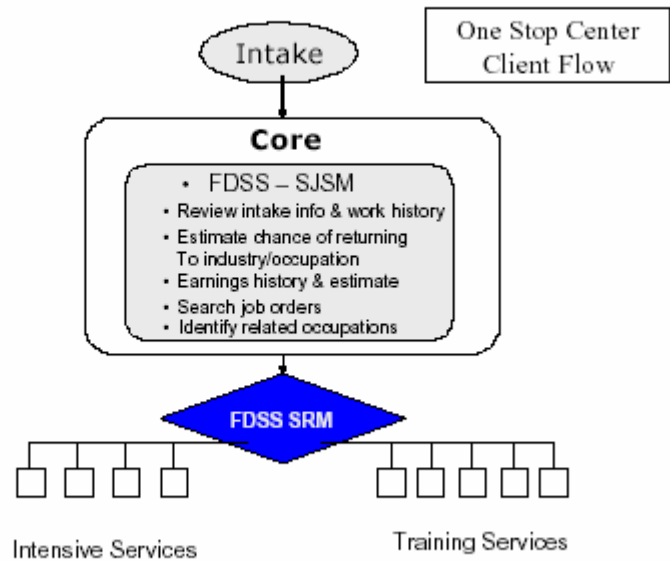 Intake
One Stop Center
Client Flow
Core
• FDSS – SJSM
• Review intake info & work history
• Estimate chance of returning
To industry/occupation
• Earnings history & estimate
• Search job orders
• Identify related occupations
FDSS SRM
Intensive Services
Training Services